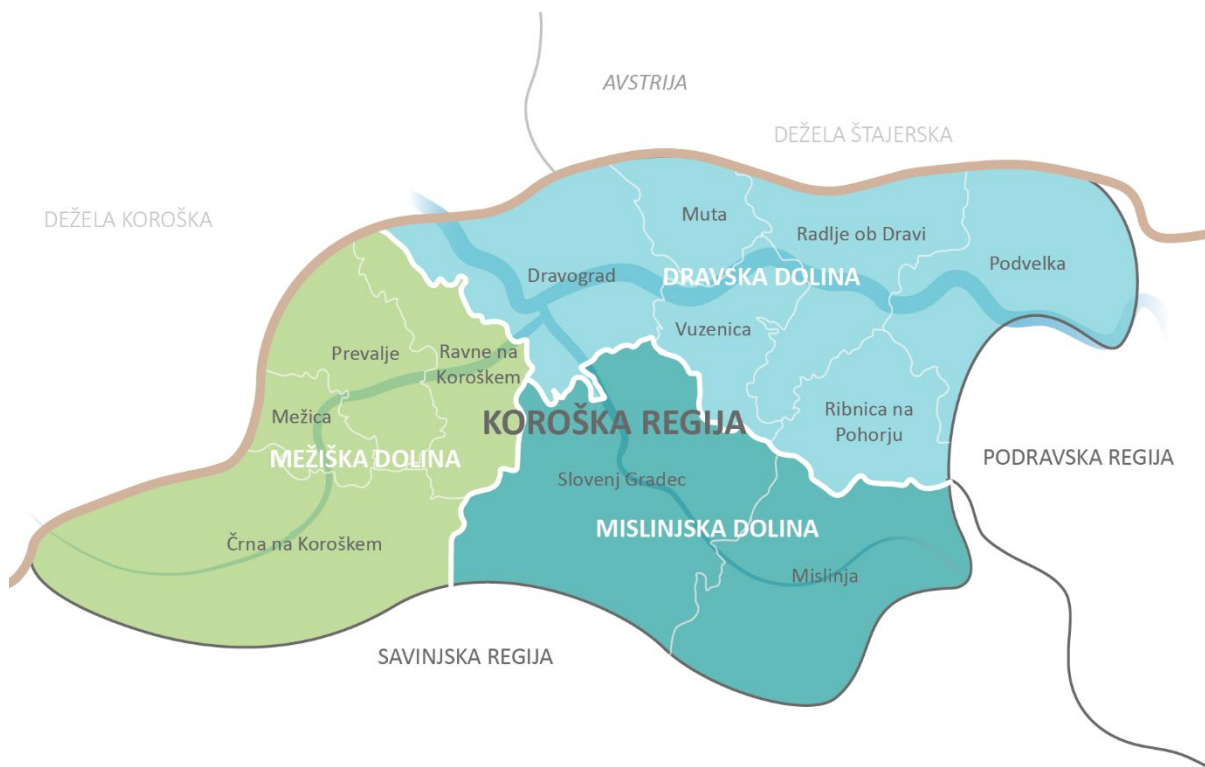 AVSTRIJA
DEŽELA ŠTAJERSKA
DEŽELA KOROŠKA
Muta
Radlje ob Dravi
Podvelka
Dravograd
DRAVSKA DOLINA
Vuzenica
Prevalje
Ravne na
Koroškem
Mežica
KOROŠKA REGIJA
Ribnica na
Pohorju
MEŽIŠKA DOLINA
PODRAVSKA REGIJA
Slovenj Gradec
MISLINJSKA DOLINA
Črna na Koroškem
Mislinja
SAVINJSKA REGIJA